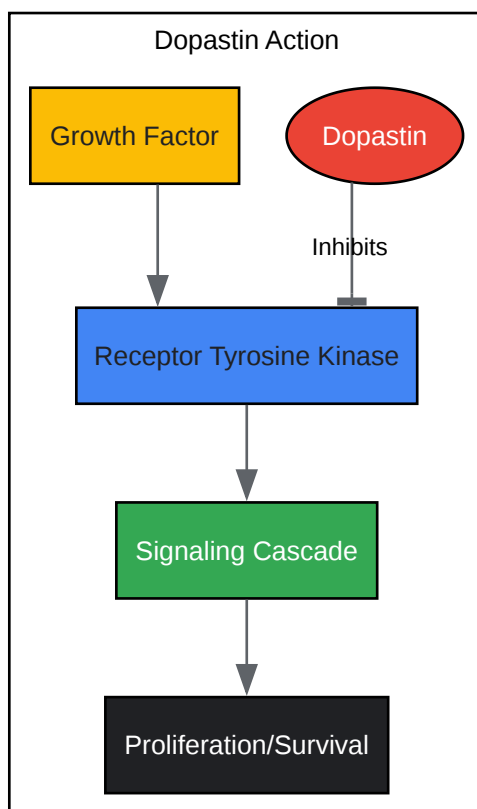 Dopastin Action
Growth Factor
Dopastin
Inhibits
Receptor Tyrosine Kinase
Signaling Cascade
Proliferation/Survival